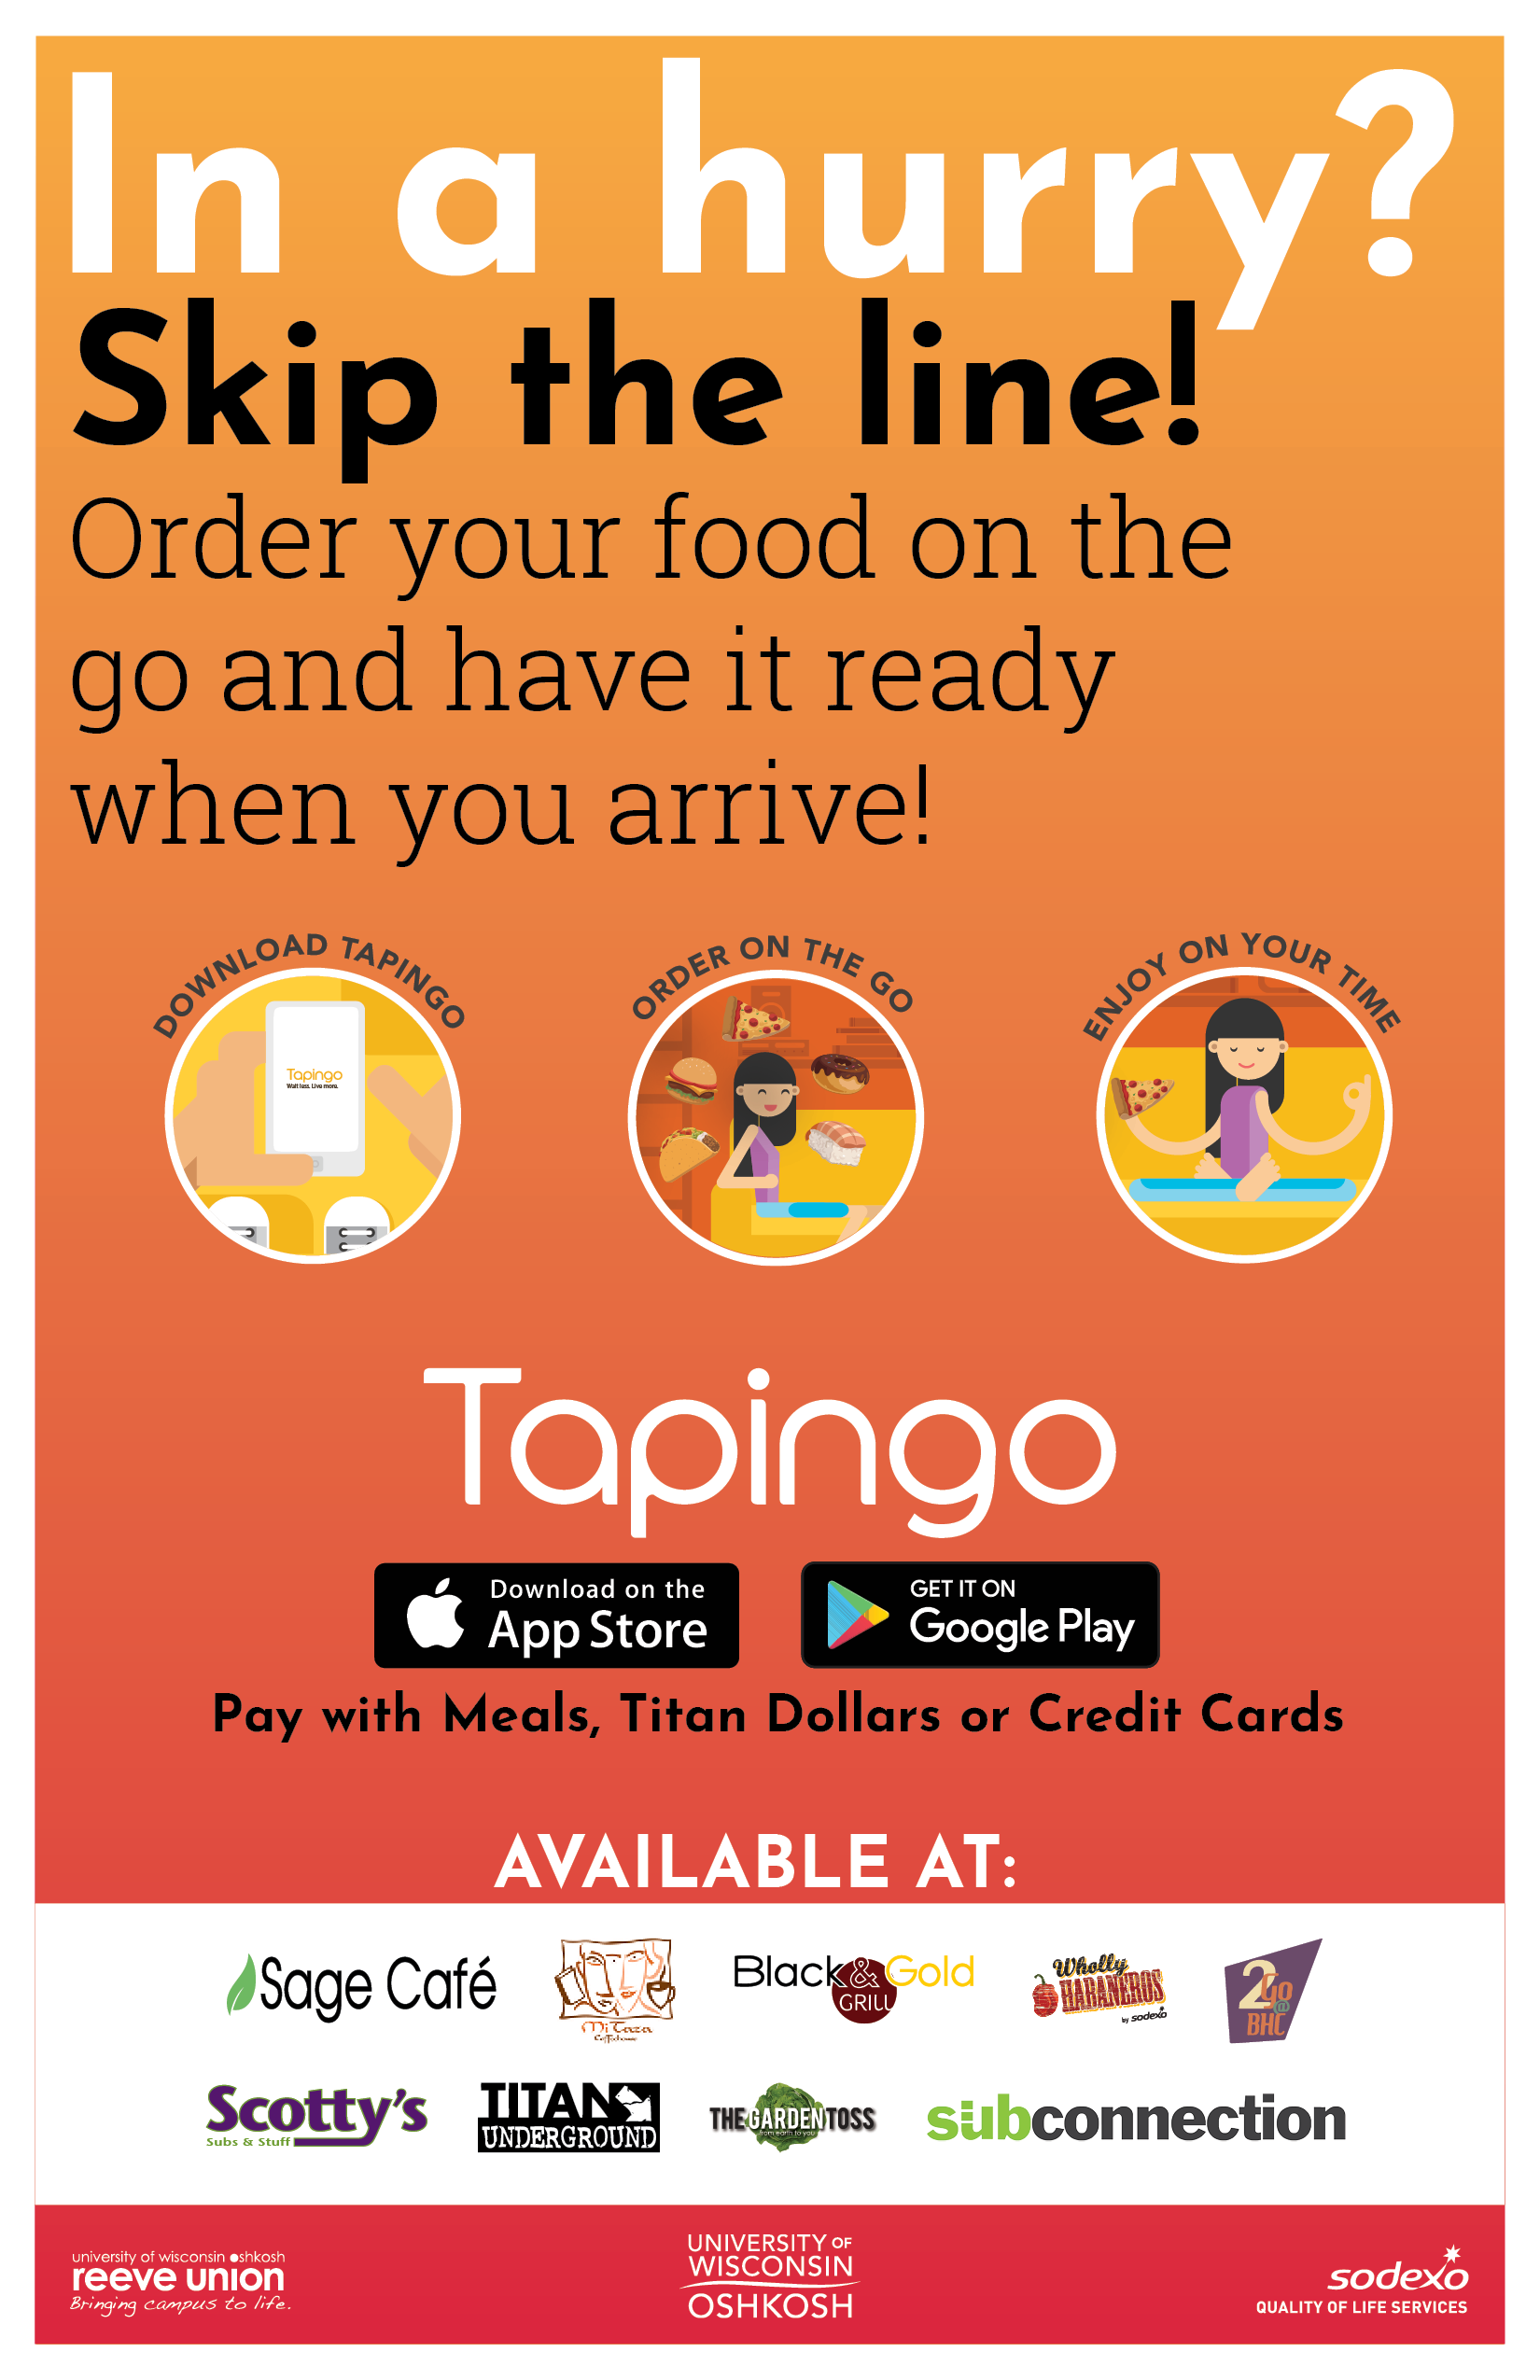 In a hurry?
Skip the line!
Order your food on the
go and have it ready
when you arrive!
DOWNLOAD TAPINGO
ORDER ON THE GO
ENJOY ON YOUR TIME
Tapingo
Wait less. Live more.
Tapingo
Download on the
App Store
GET IT ON
Google Play
Pay with Meals, Titan Dollars or Credit Cards
AVAILABLE AT:
Sage Café
Mi Taza
Coffeehouse
Black & Gold
GRILL
Wholly
HABANEROS
by sodexo
2
Go
@
BHC
Scotty's
Subs & Stuff
TITAN
UNDERGROUND
THE GARDEN TOSS
from earth to you
subconnection
university of wisconsin oshkosh
reeve union
Bringing campus to life.
UNIVERSITY OF
WISCONSIN
OSHKOSH
sodexo
QUALITY OF LIFE SERVICES